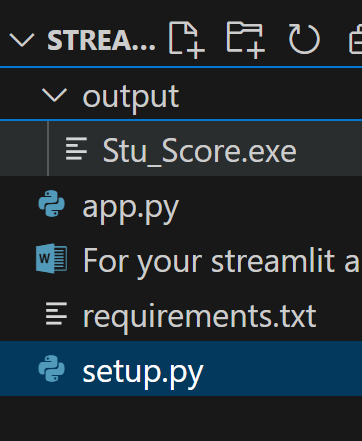 STREA...
output
Stu_Score.exe
app.py
For your streamlit a
requirements.txt
setup.py